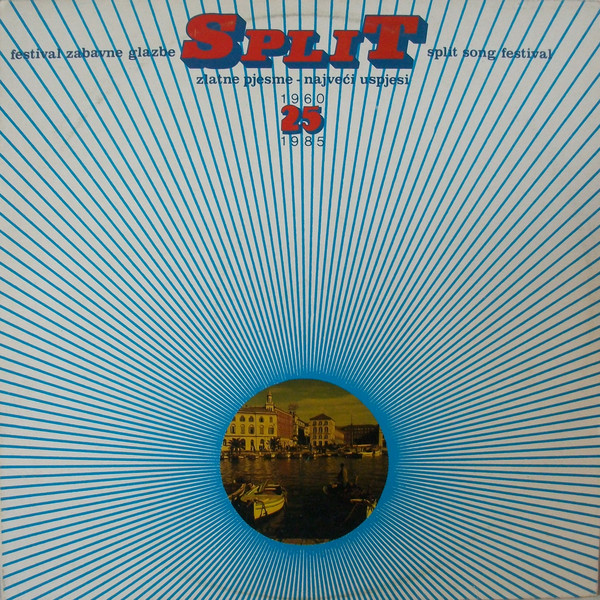 festival zabavne glazbe SPLIT split song festival
zlatne pjesme - najveći uspjesi
1960
25
1985